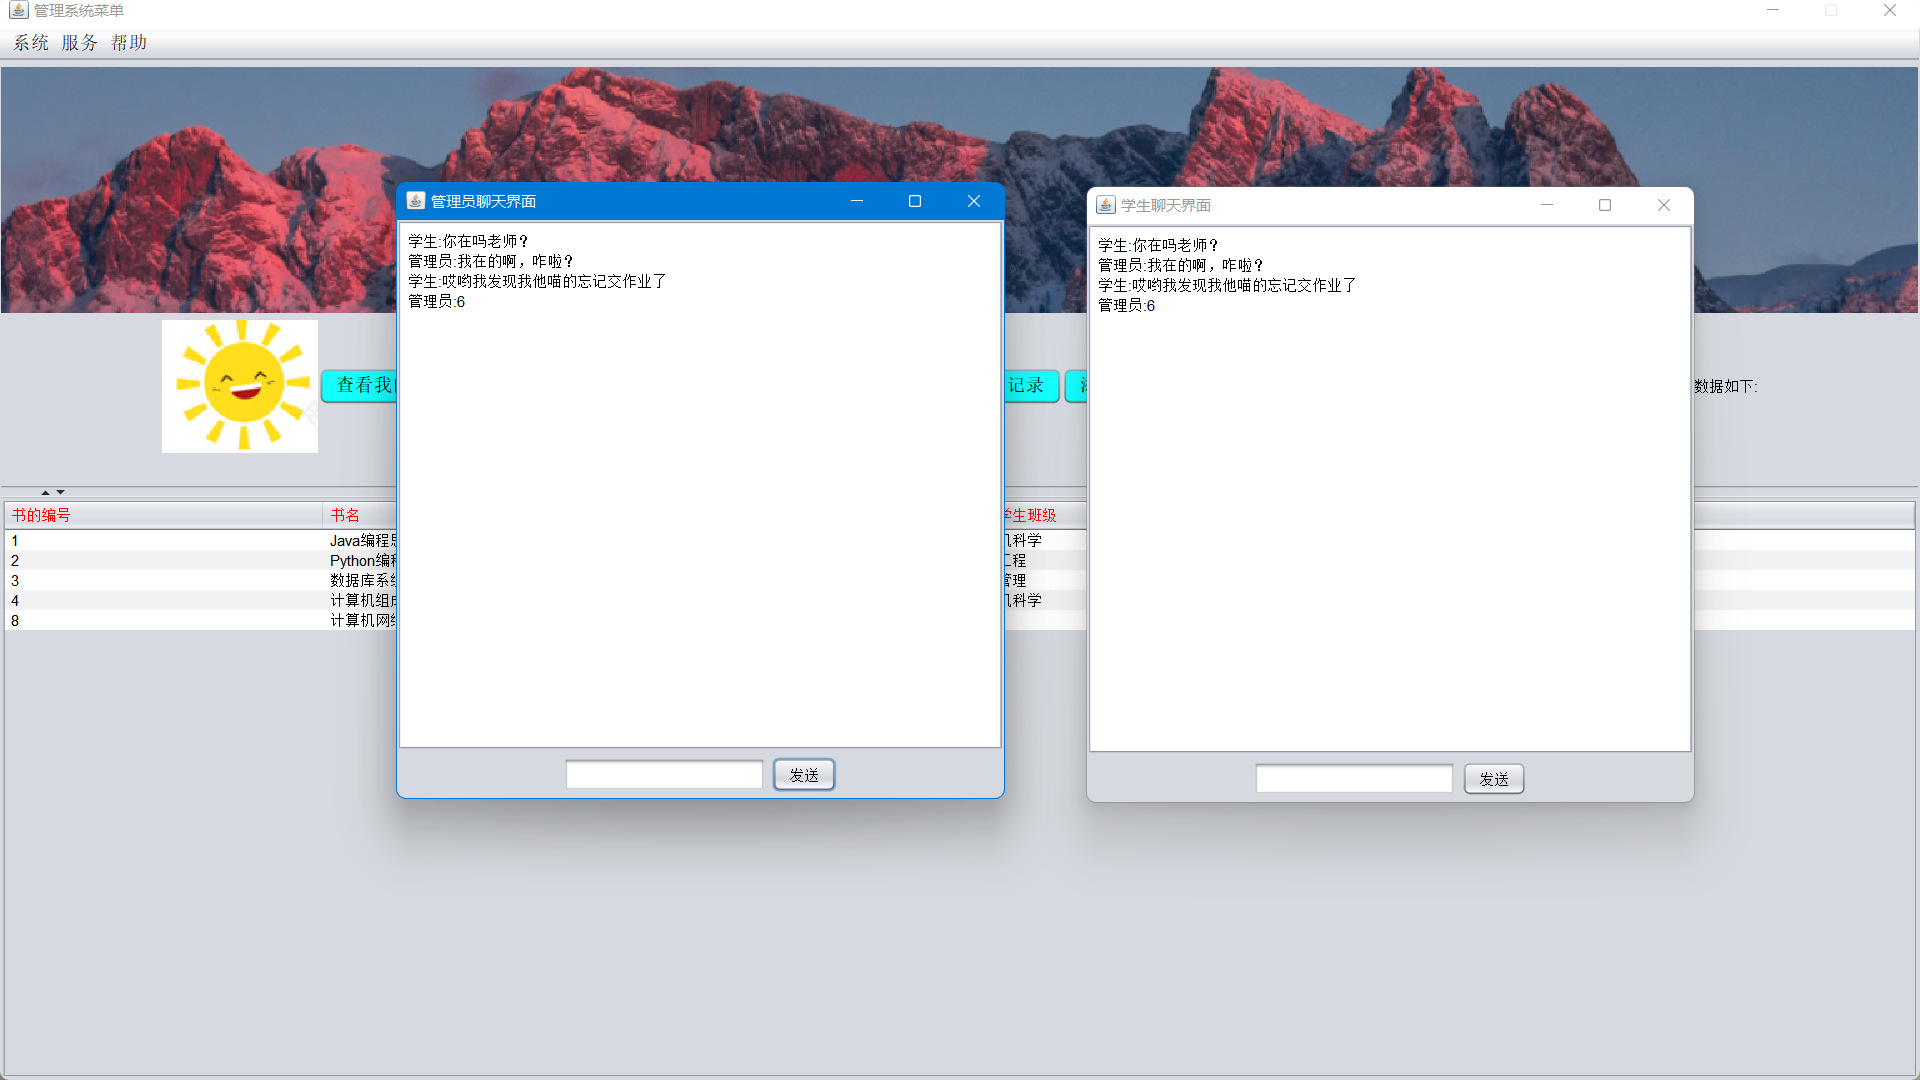 管理系统菜单
系统 服务 帮助
管理员聊天界面
学生:你在吗老师?
管理员:我在的啊，咋啦?
学生:哎哟我发现我他喵的忘记交作业了
管理员:6
发送
学生聊天界面
学生:你在吗老师?
管理员:我在的啊，咋啦?
学生:哎哟我发现我他喵的忘记交作业了
管理员:6
发送
查看我
记录
数据如下:
书的编号 书名 学生班级
1 Java编程思 机科学
2 Python编程 工程
3 数据库系统 管理
4 计算机组成 机科学
8 计算机网络